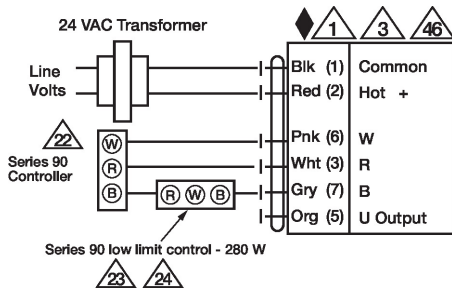 24 VAC Transformer
1 3 46
Line
Volts
Blk (1) Common
Red (2) Hot +
22
Series 90
Controller
W
R
B
R W B
Pnk (6) W
Wht (3) R
Gry (7) B
Org (5) U Output
Series 90 low limit control - 280 W
23 24